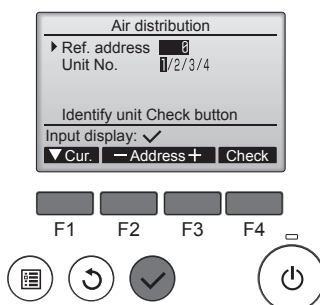 Air distribution
Ref. address 0
Unit No. 1/2/3/4
Identify unit Check button
Input display: ✓
▼Cur. －Address＋ Check
F1 F2 F3 F4